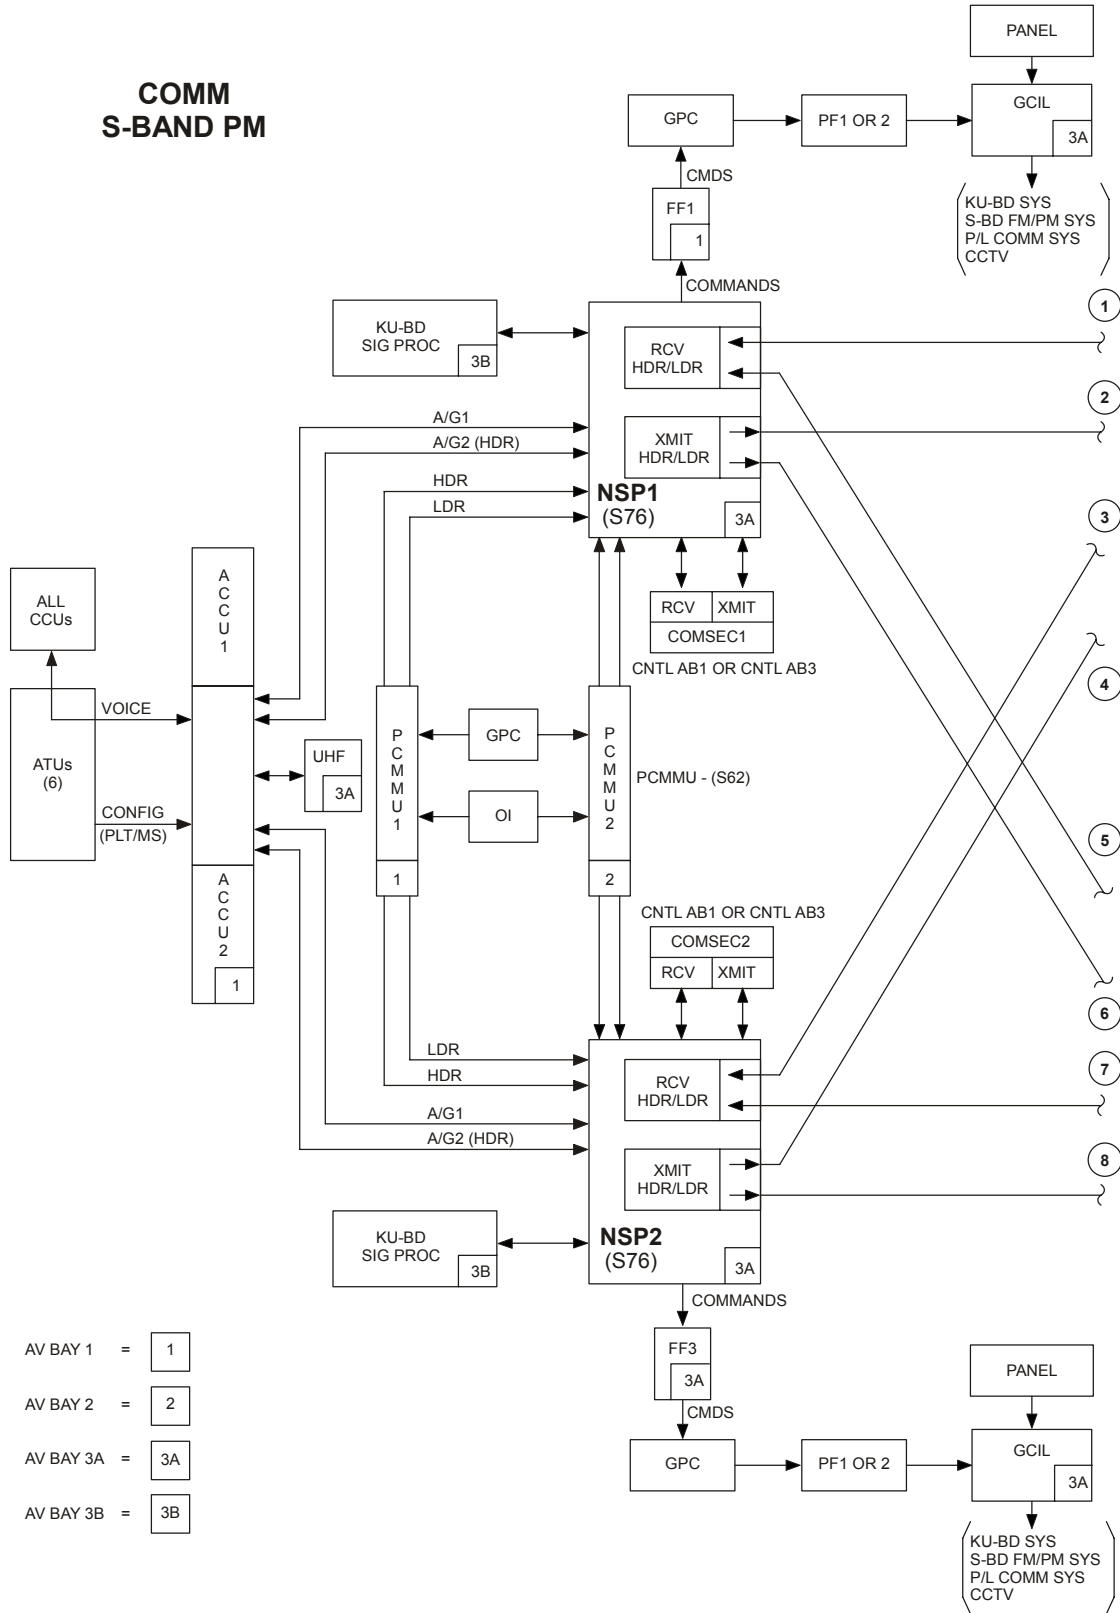 COMM
S-BAND PM
PANEL
GPC
PF1 OR 2
GCIL
3A
CMDS
FF1
1
KU-BD SYS
S-BD FM/PM SYS
P/L COMM SYS
CCTV
COMMANDS
KU-BD
SIG PROC
3B
RCV
HDR/LDR
1
A/G1
A/G2 (HDR)
XMIT
HDR/LDR
2
HDR
LDR
NSP1
(S76)
3A
3
ALL
CCUs
ACCU1
RCV
XMIT
COMSEC1
CNTL AB1 OR CNTL AB3
4
VOICE
ATUs
(6)
CONFIG
(PLT/MS)
UHF
3A
PCMMU1
1
GPC
OI
PCMMU2
2
PCMMU - (S62)
5
ACCU2
1
CNTL AB1 OR CNTL AB3
COMSEC2
RCV
XMIT
6
LDR
HDR
RCV
HDR/LDR
7
A/G1
A/G2 (HDR)
XMIT
HDR/LDR
8
KU-BD
SIG PROC
3B
NSP2
(S76)
3A
COMMANDS
FF3
3A
CMDS
GPC
PF1 OR 2
PANEL
GCIL
3A
KU-BD SYS
S-BD FM/PM SYS
P/L COMM SYS
CCTV
AV BAY 1 = 1
AV BAY 2 = 2
AV BAY 3A = 3A
AV BAY 3B = 3B